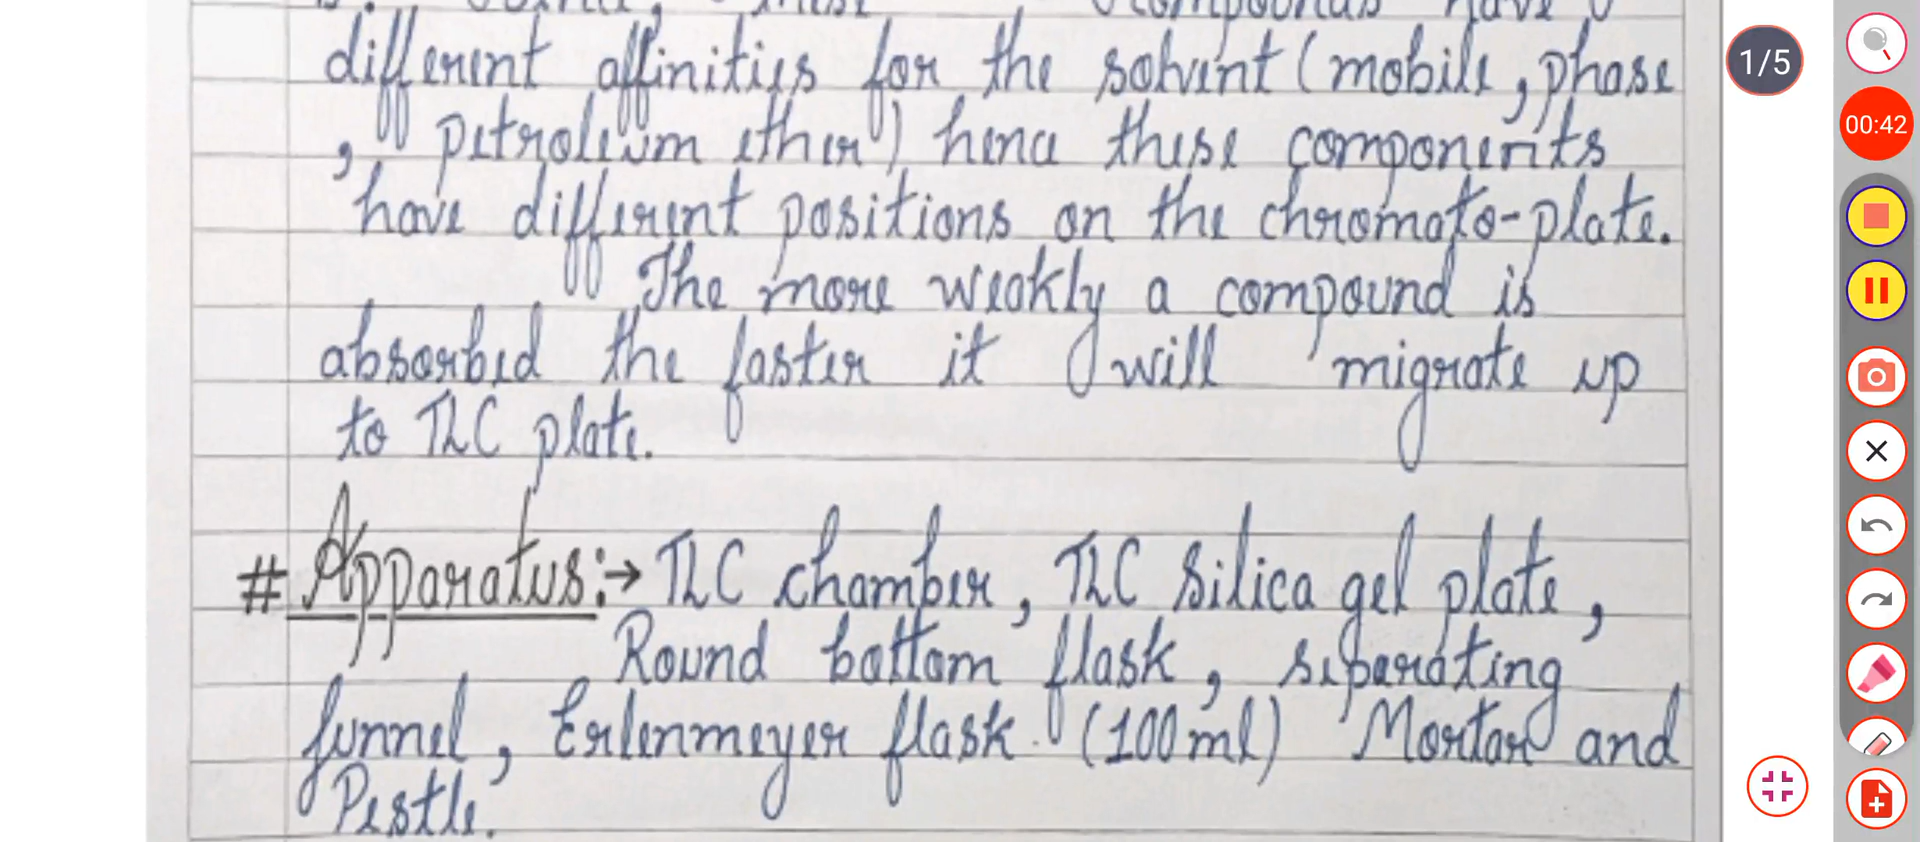 different affinities for the solvent (mobile, phase
, petroleum ether) hence these components
have different positions on the chromato-plate.
The more weakly a compound is
absorbed the faster it will migrate up
to TLC plate.
# Apparatus:→ TLC chamber, TLC Silica gel plate,
Round bottom flask, separating
funnel, Erlenmeyer flask (100ml) Mortar and
Pestle.
1/5
00:42